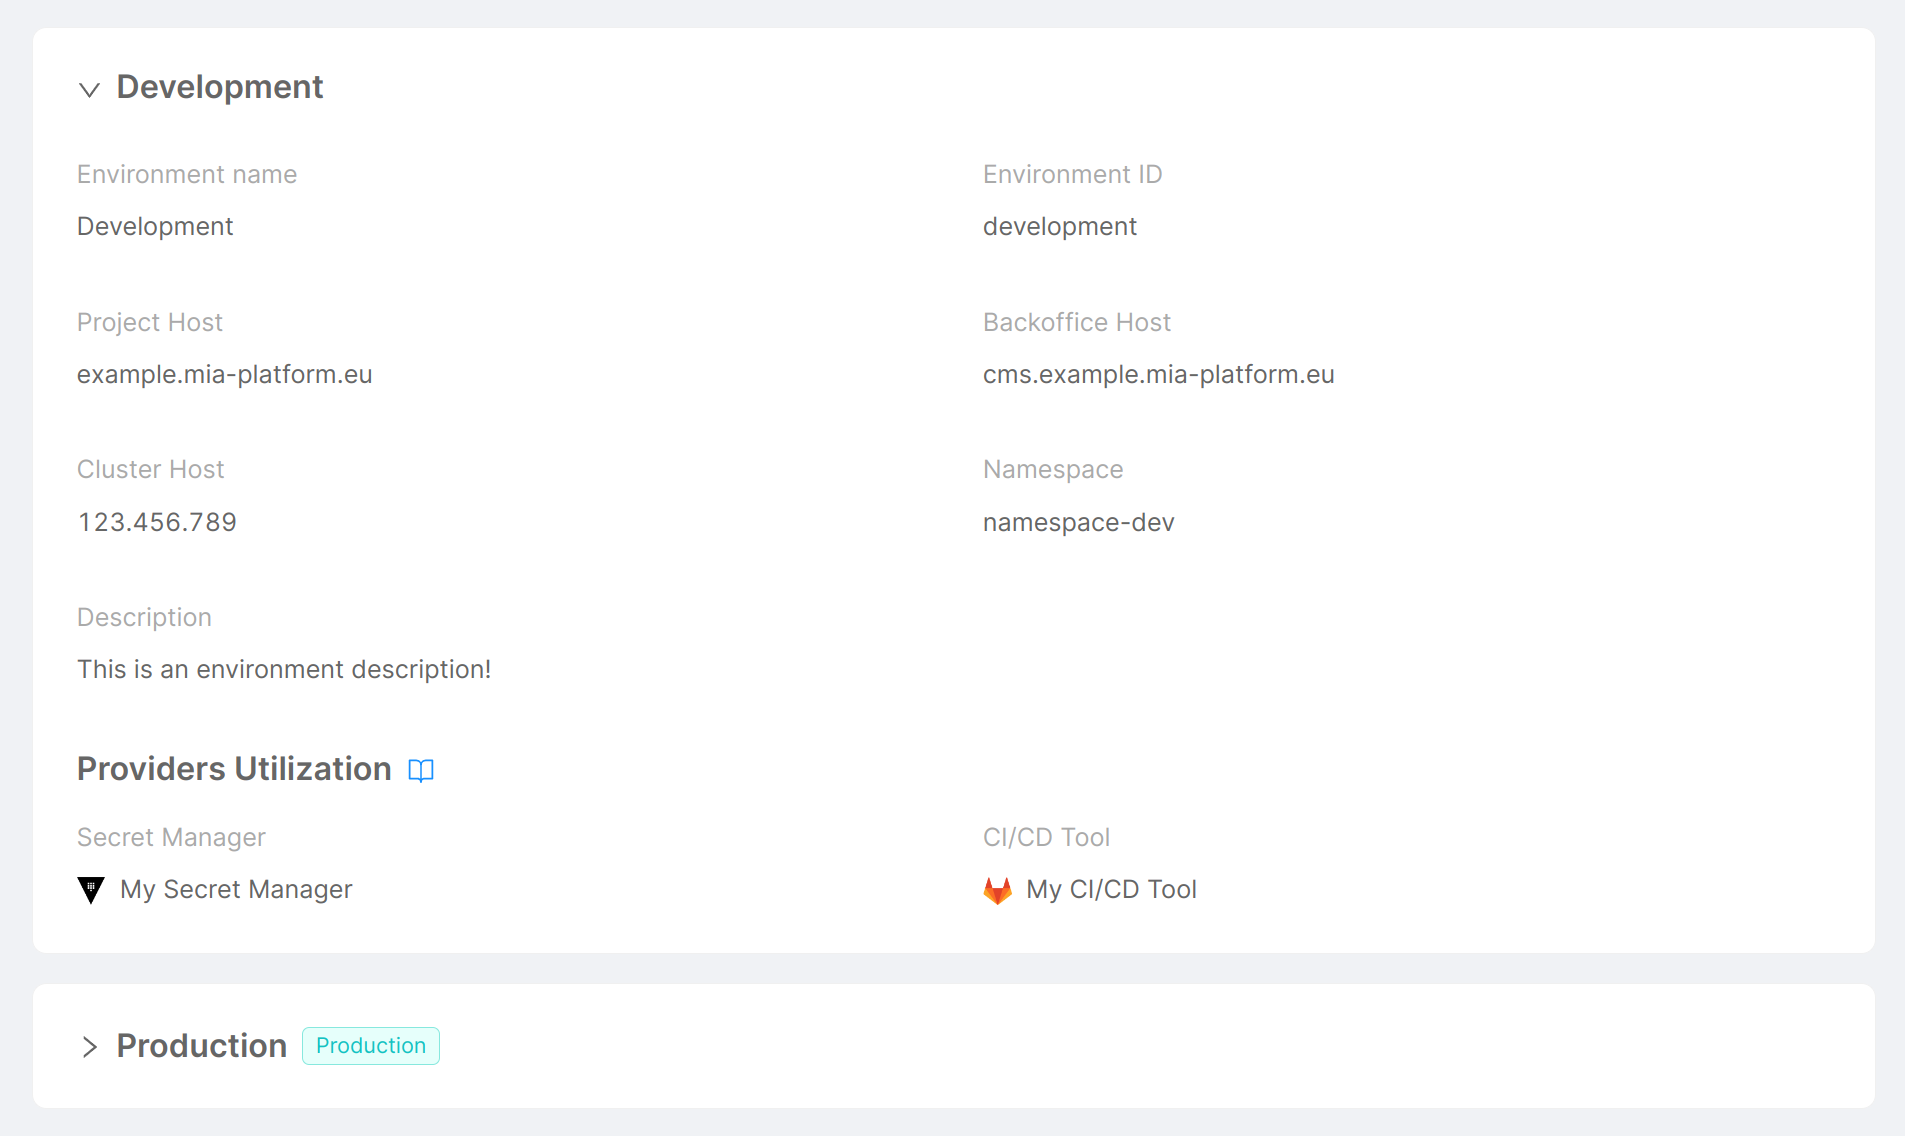 Development
Environment name
Environment ID
Development
development
Project Host
Backoffice Host
example.mia-platform.eu
cms.example.mia-platform.eu
Cluster Host
Namespace
123.456.789
namespace-dev
Description
This is an environment description!
Providers Utilization
Secret Manager
CI/CD Tool
My Secret Manager
My CI/CD Tool
Production Production